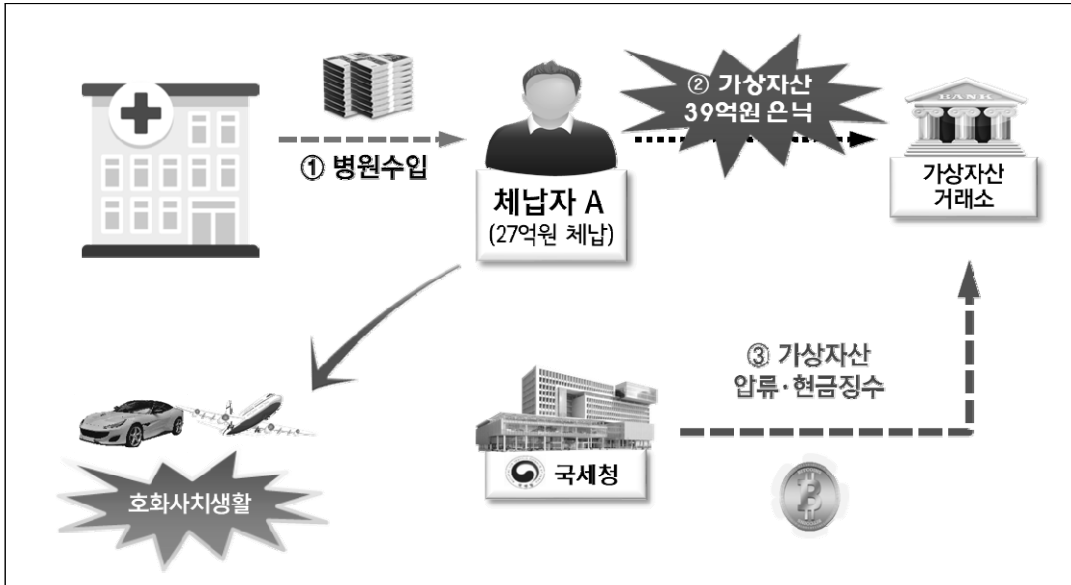 ① 병원수입
체납자 A
(27억원 체납)
② 가상자산
39억원 은닉
BANK
가상자산
거래소
호화사치생활
국세청
③ 가상자산
압류·현금징수